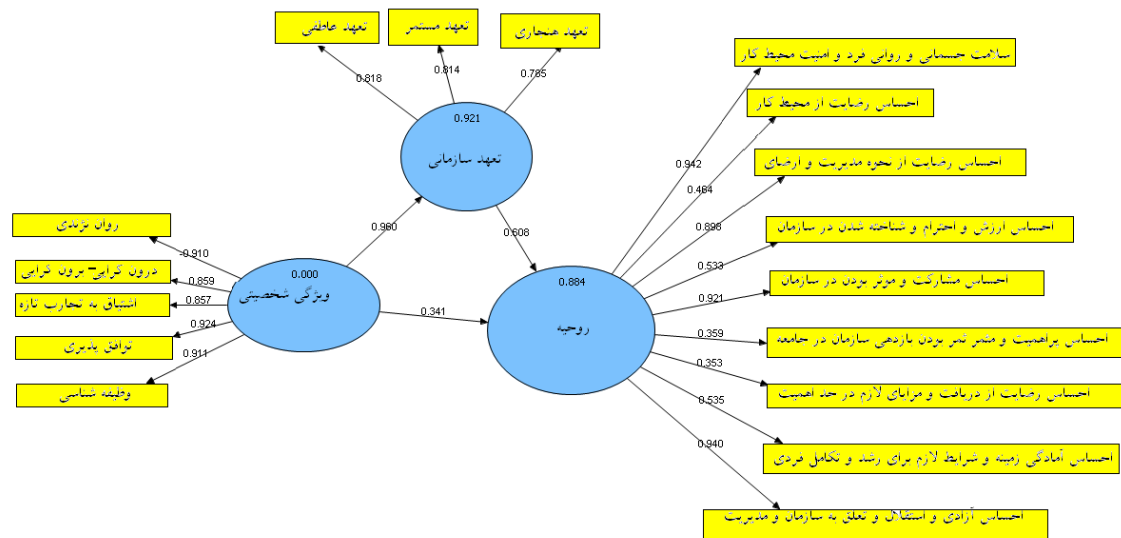 تعهد عاطفی
تعهد مستمر
تعهد هنجاری
0.818
0.814
0.785
0.921
تعهد سازمانی
سلامت جسمانی و روانی فرد و امنیت محیط کار
احساس رضایت از محیط کار
احساس رضایت از نحوه مدیریت و ارضای
احساس ارزش و احترام و شناخته شدن در سازمان
احساس مشارکت و موثر بودن در سازمان
احساس پراهمیت و مثمر ثمر بودن بازدهی سازمان در جامعه
احساس رضایت از دریافت و مزایای لازم در حد اهمیت
احساس آمادگی زمینه و شرایط لازم برای رشد و تکامل فردی
احساس آزادی و استقلال و تعلق به سازمان و مدیریت
0.942
0.464
0.898
0.533
0.921
0.359
0.353
0.535
0.940
0.884
روحیه
0.960
0.608
0.341
0.000
ویژگی شخصیتی
روان نژندی
درون گرایی- برون گرایی
اشتیاق به تجارب تازه
توافق پذیری
وظیفه شناسی
-0.910
0.859
0.857
0.924
0.911